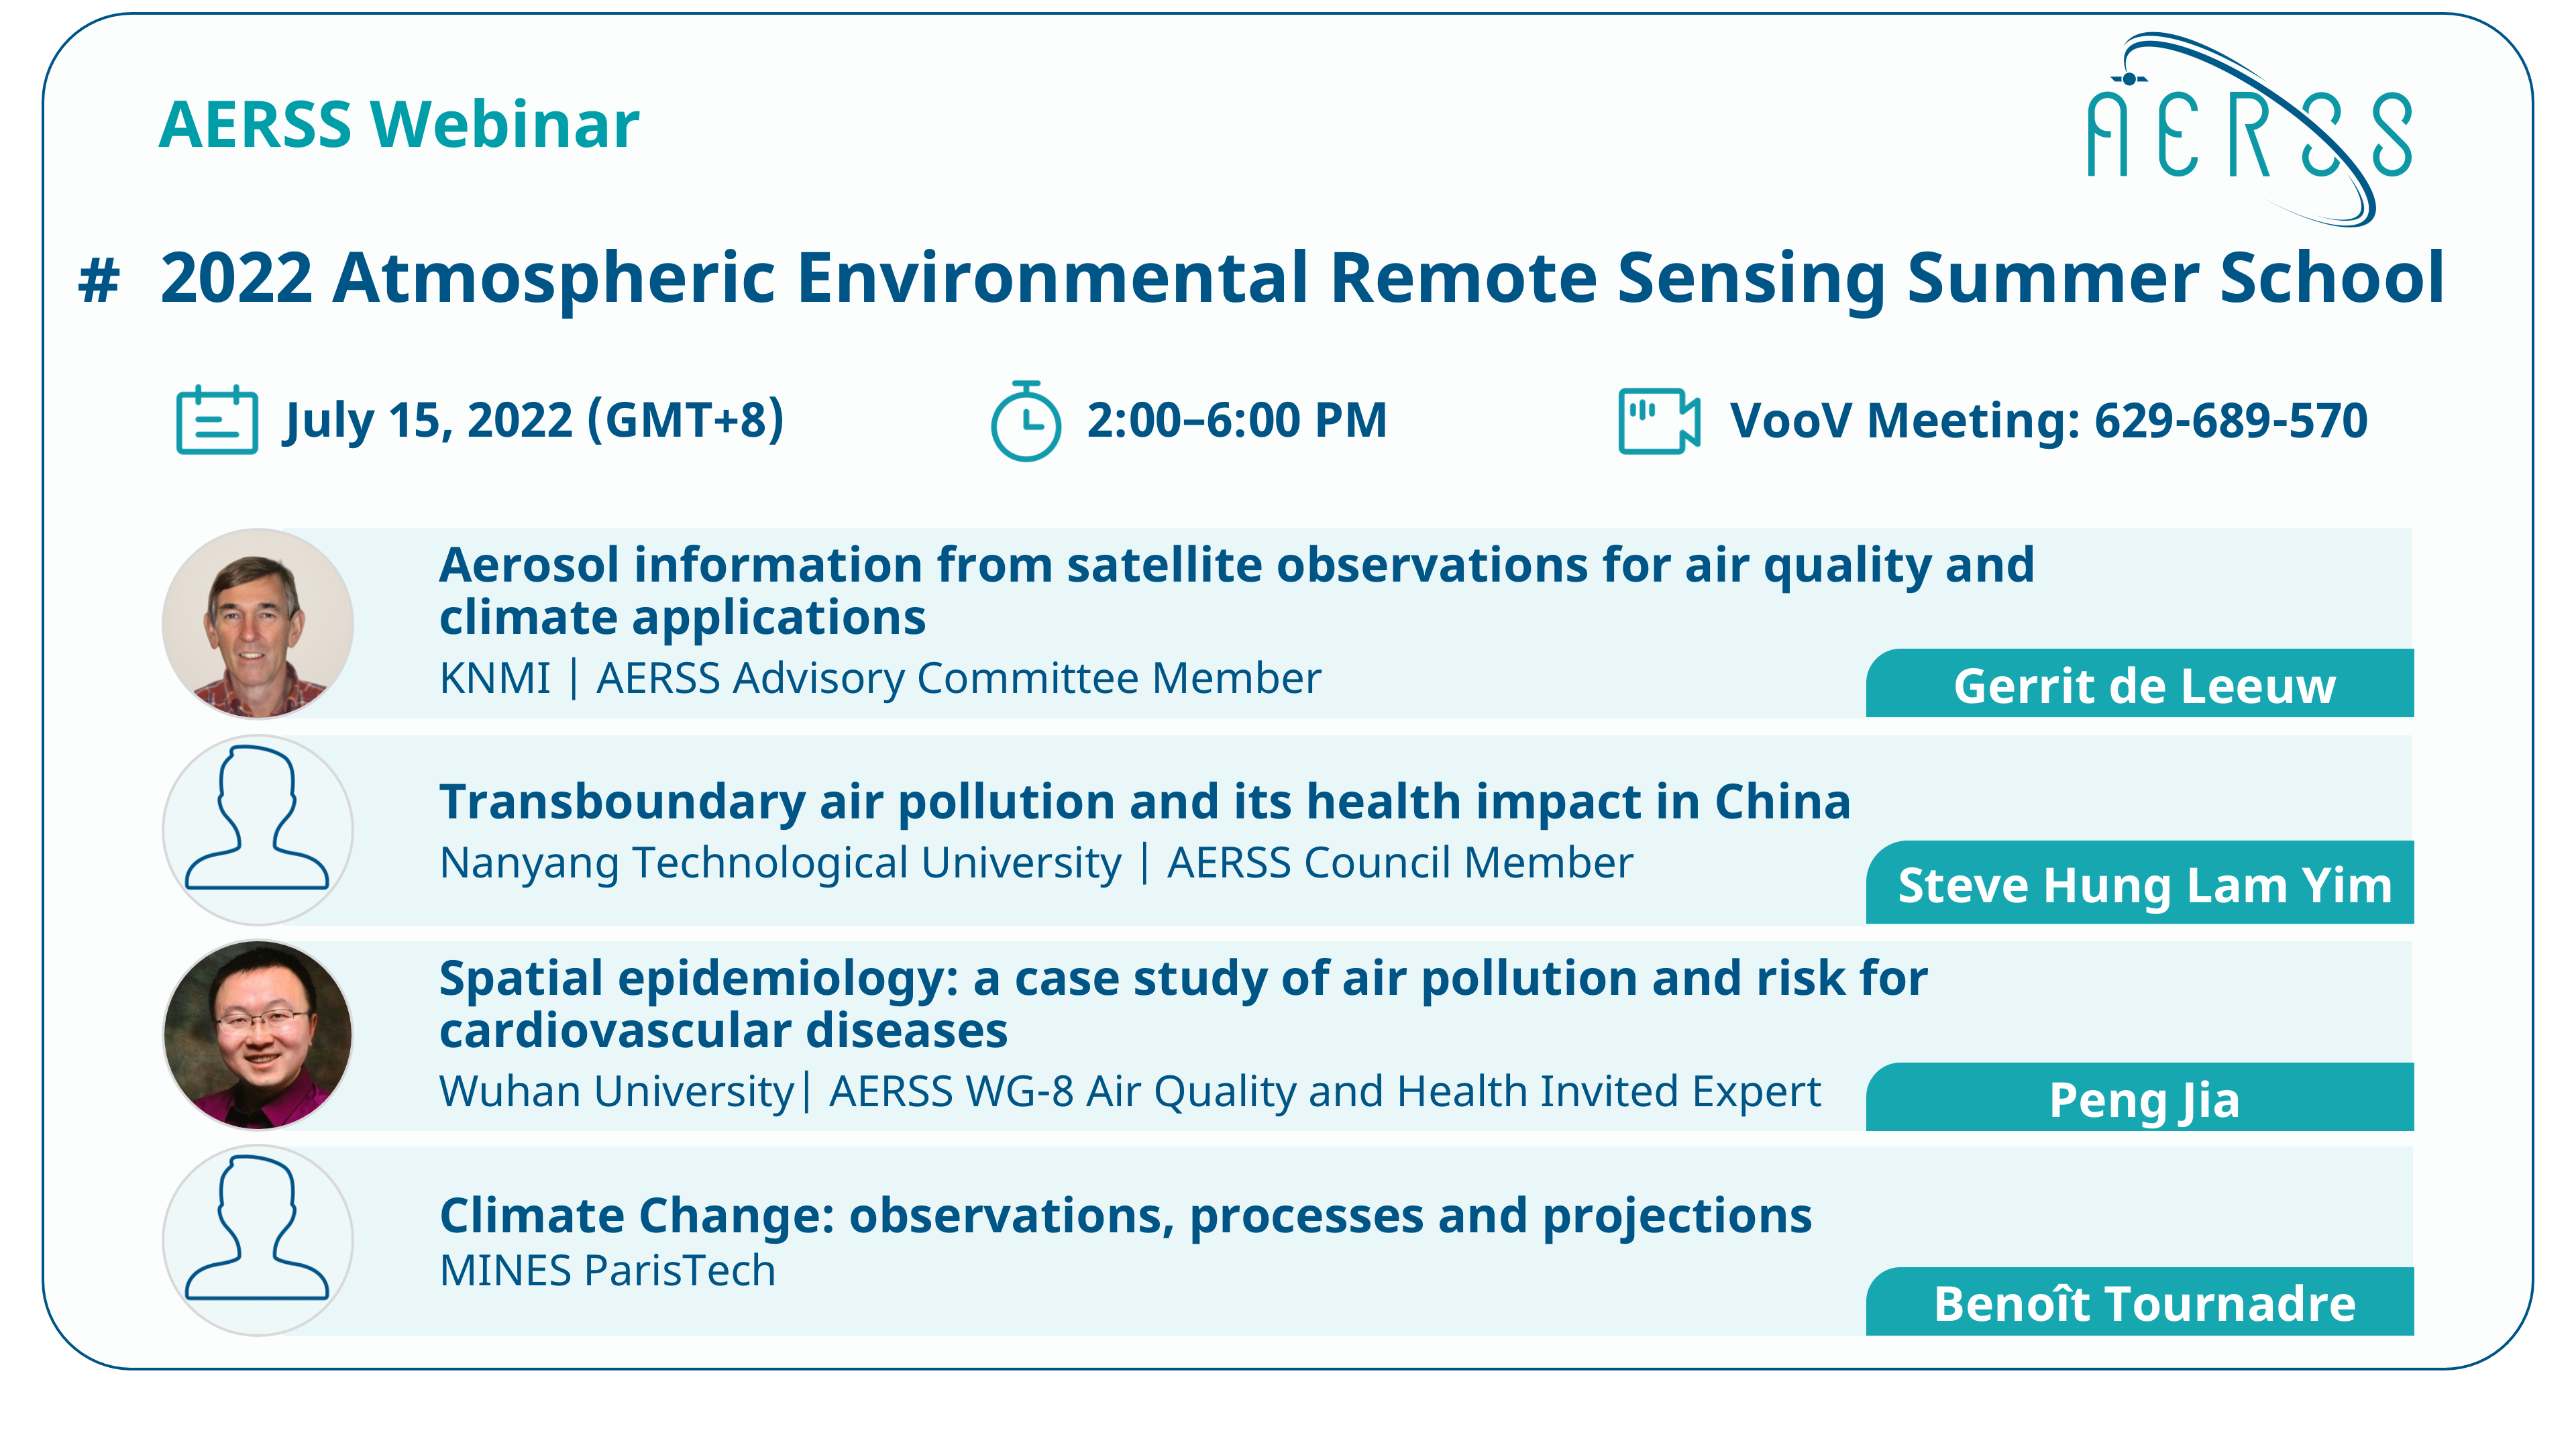 AERSS Webinar
AERSS
# 2022 Atmospheric Environmental Remote Sensing Summer School
July 15, 2022 (GMT+8)
2:00–6:00 PM
VooV Meeting: 629-689-570
Aerosol information from satellite observations for air quality and
climate applications
KNMI | AERSS Advisory Committee Member
Gerrit de Leeuw
Transboundary air pollution and its health impact in China
Nanyang Technological University | AERSS Council Member
Steve Hung Lam Yim
Spatial epidemiology: a case study of air pollution and risk for
cardiovascular diseases
Wuhan University| AERSS WG-8 Air Quality and Health Invited Expert
Peng Jia
Climate Change: observations, processes and projections
MINES ParisTech
Benoît Tournadre